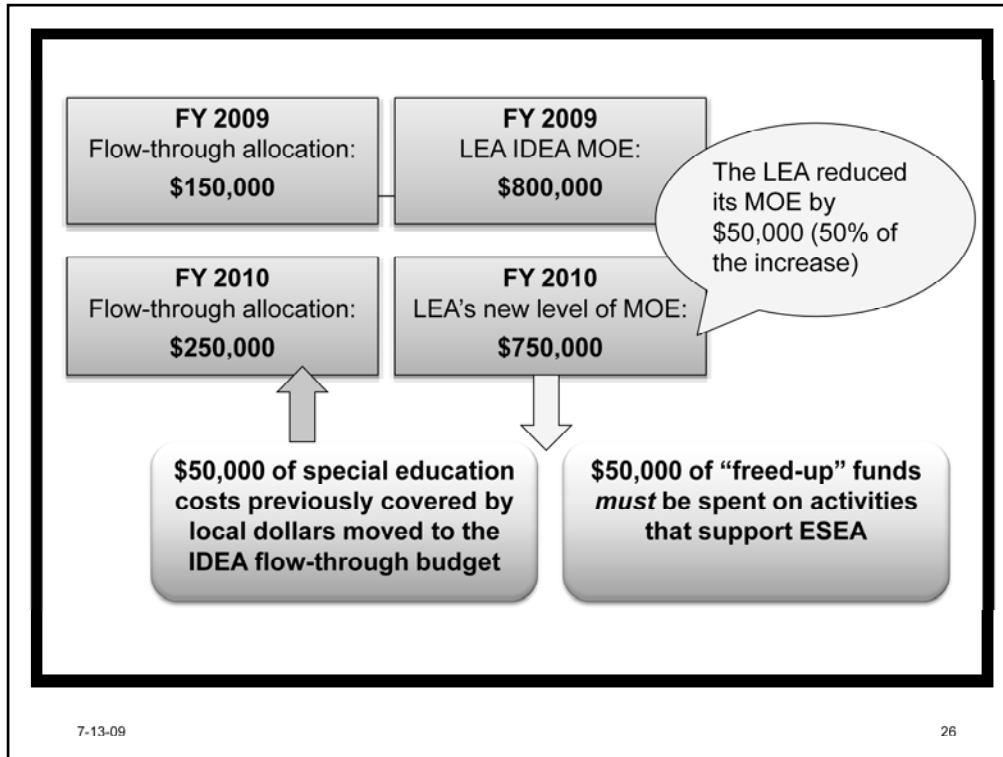 FY 2009
Flow-through allocation:
$150,000
FY 2009
LEA IDEA MOE:
$800,000
The LEA reduced
its MOE by
$50,000 (50% of
the increase)
FY 2010
Flow-through allocation:
$250,000
FY 2010
LEA’s new level of MOE:
$750,000
$50,000 of special education
costs previously covered by
local dollars moved to the
IDEA flow-through budget
$50,000 of “freed-up” funds
must be spent on activities
that support ESEA
7-13-09
26